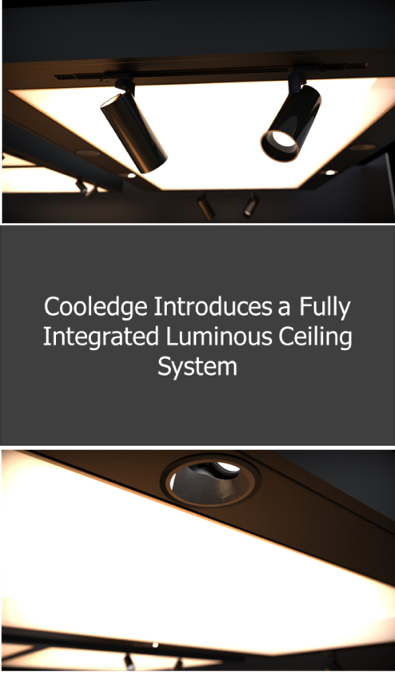 Cooledge Introduces a Fully
Integrated Luminous Ceiling
System